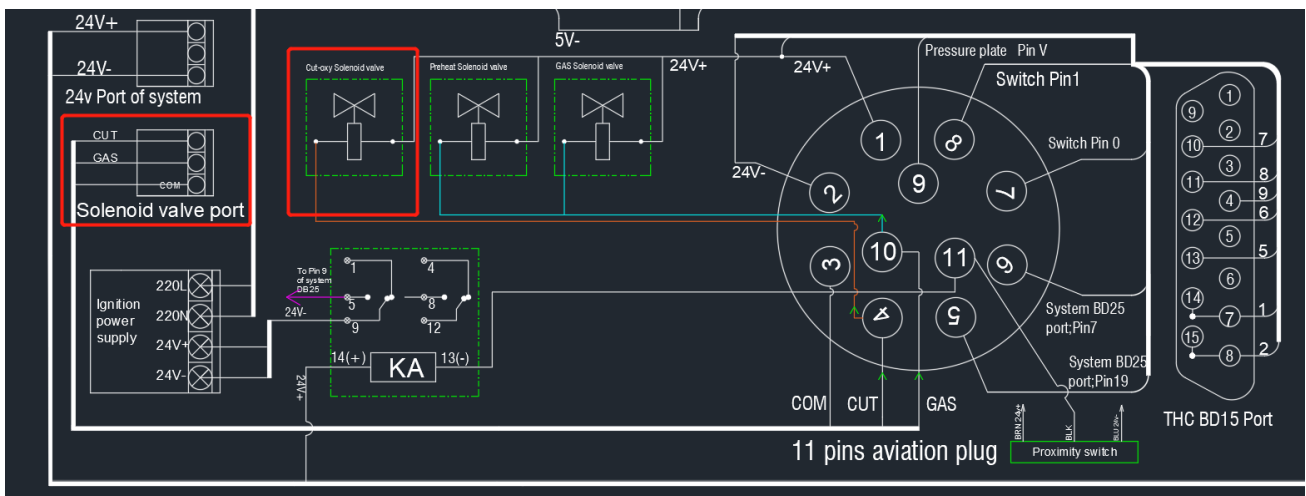 24V+
24V-
24v Port of system
CUT
GAS
COM
Solenoid valve port
220L
220N
24V+
24V-
Ignition
power
supply
5V-
Cut-oxy Solenoid valve
Preheat Solenoid valve
GAS Solenoid valve
24V+
24V+
24V-
To Pin 9
of system
DB25
24V-
1
4
5
8
9
12
14(+)
KA
13(-)
24V+
Pressure plate Pin V
Switch Pin1
Switch Pin 0
1
8
9
2
7
10
11
3
6
4
5
System BD25
port;Pin7
System BD25
port;Pin19
COM
CUT
GAS
11 pins aviation plug
BRN 24v+
BLK
BLU 24v-
Proximity switch
1
9
2
10
7
3
11
8
4
9
12
6
5
13
5
6
14
7
1
15
8
2
THC BD15 Port